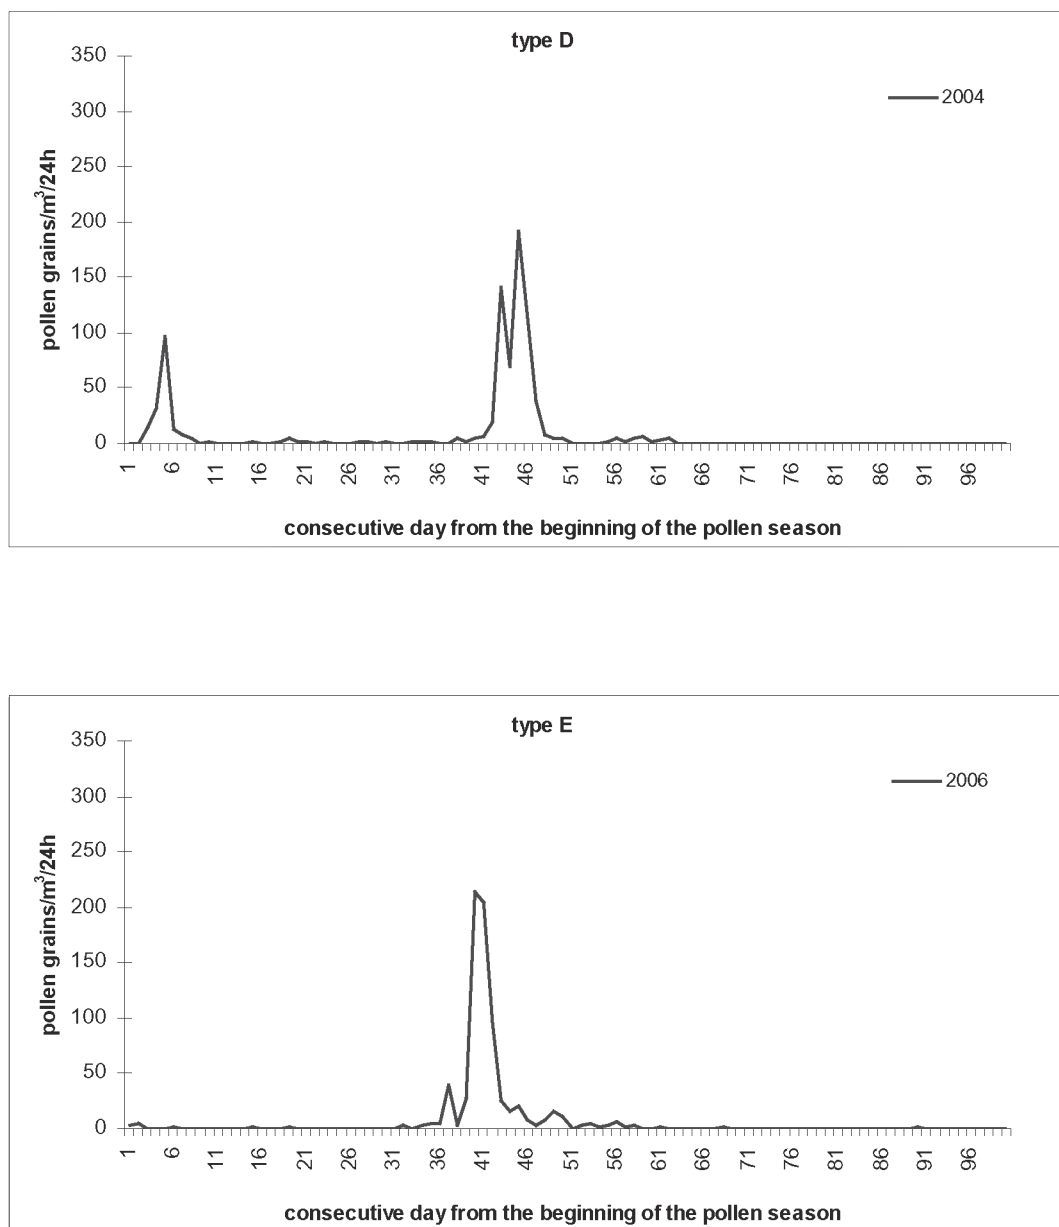 type D
350
300
250
200
150
100
50
0
pollen grains/m³/24h
2004
1 6 11 16 21 26 31 36 41 46 51 56 61 66 71 76 81 86 91 96
consecutive day from the beginning of the pollen season
type E
350
300
250
200
150
100
50
0
pollen grains/m³/24h
2006
1 6 11 16 21 26 31 36 41 46 51 56 61 66 71 76 81 86 91 96
consecutive day from the beginning of the pollen season